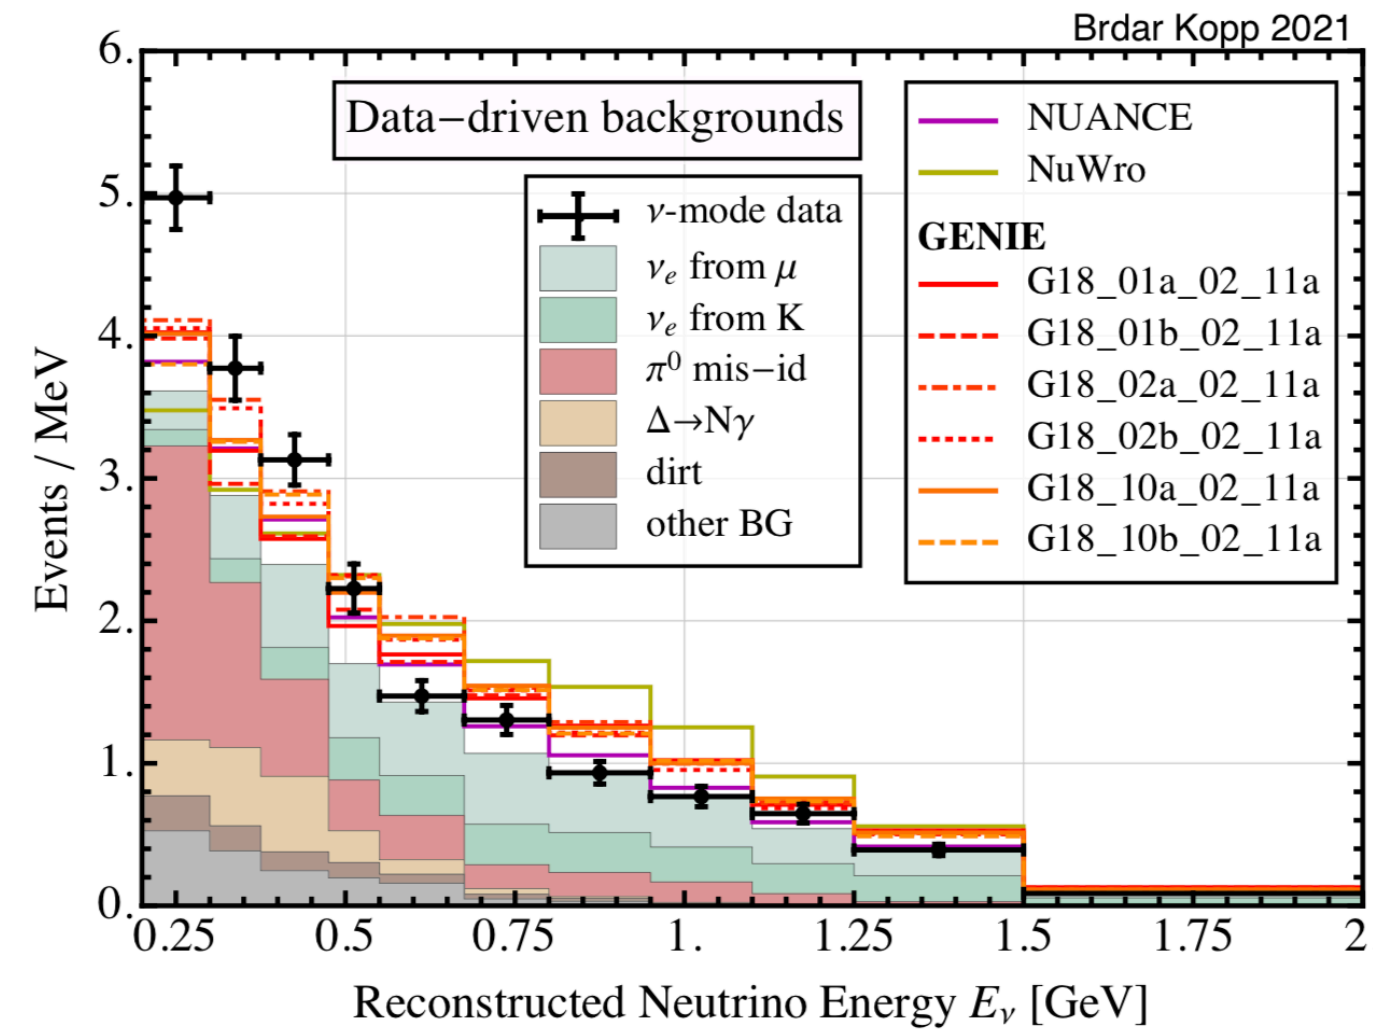 Brdar Kopp 2021
6.
5.
4.
3.
2.
1.
0.
Events / MeV
Data−driven backgrounds
ν-mode data
νe from μ
νe from K
π0 mis−id
Δ→Nγ
dirt
other BG
NUANCE
NuWro
GENIE
G18_01a_02_11a
G18_01b_02_11a
G18_02a_02_11a
G18_02b_02_11a
G18_10a_02_11a
G18_10b_02_11a
0.25 0.5 0.75 1. 1.25 1.5 1.75 2
Reconstructed Neutrino Energy Eν [GeV]